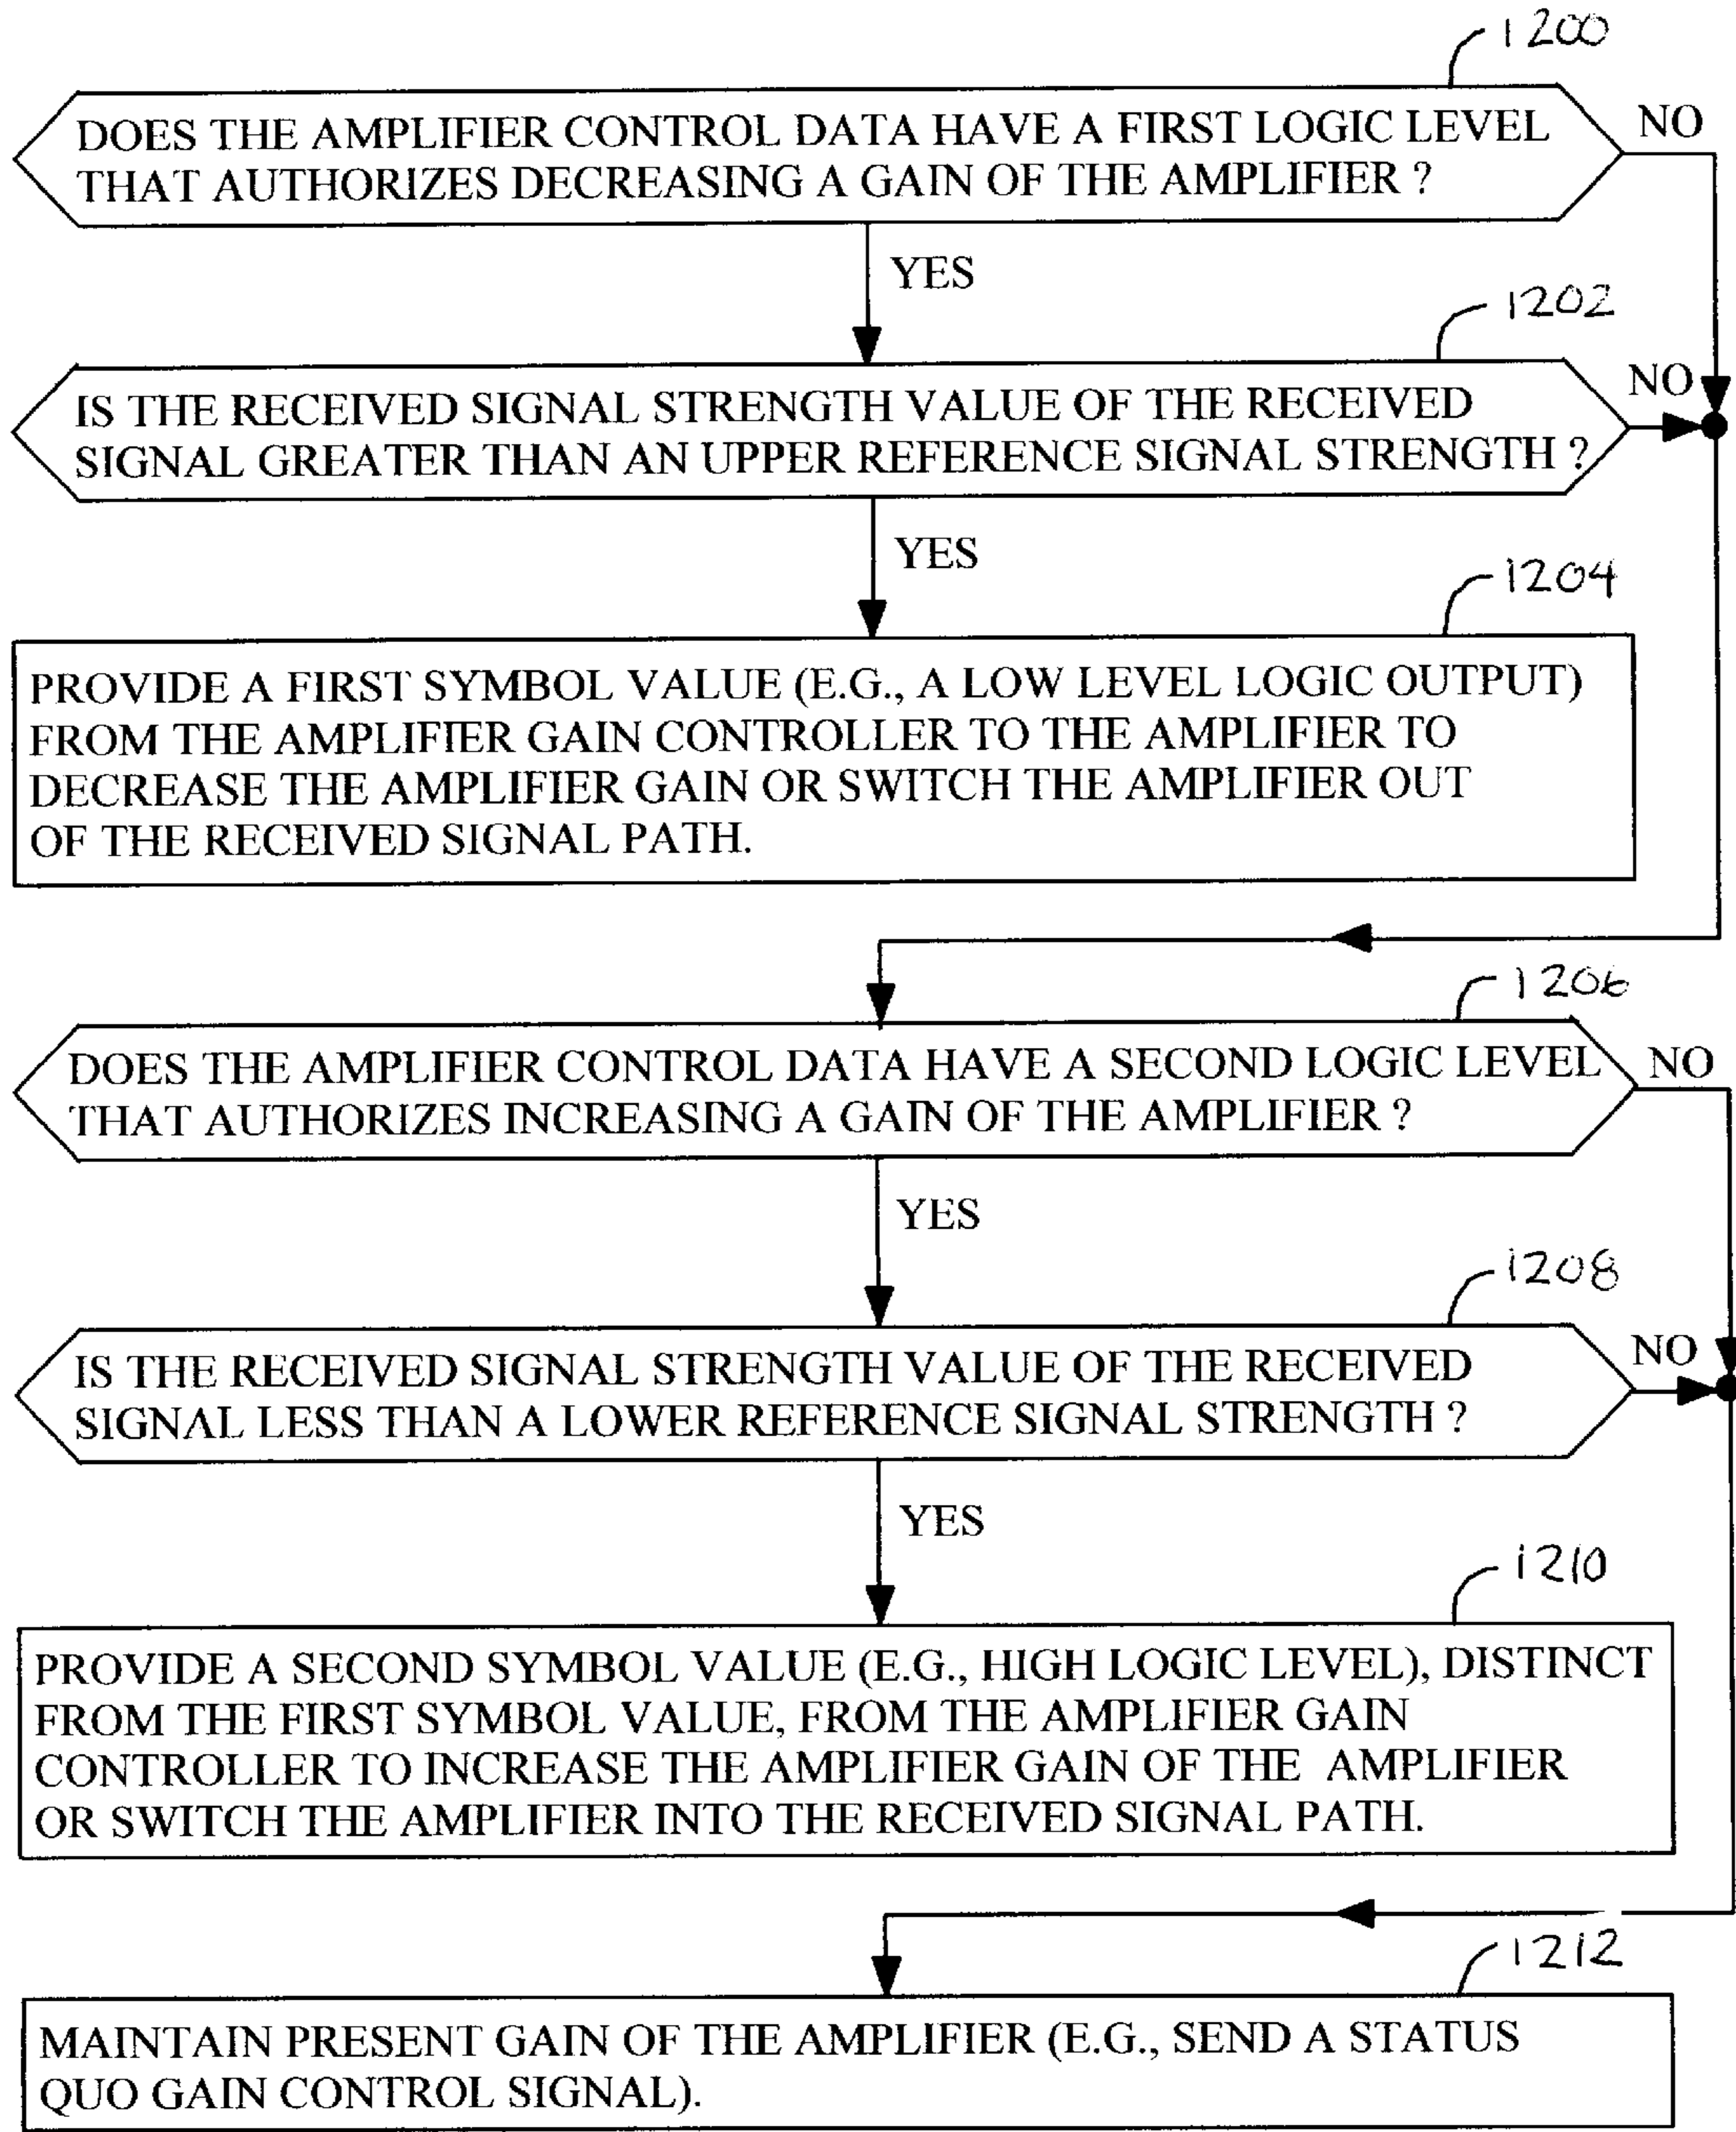 1200
DOES THE AMPLIFIER CONTROL DATA HAVE A FIRST LOGIC LEVEL
THAT AUTHORIZES DECREASING A GAIN OF THE AMPLIFIER ?
NO
YES
1202
IS THE RECEIVED SIGNAL STRENGTH VALUE OF THE RECEIVED
SIGNAL GREATER THAN AN UPPER REFERENCE SIGNAL STRENGTH ?
NO
YES
1204
PROVIDE A FIRST SYMBOL VALUE (E.G., A LOW LEVEL LOGIC OUTPUT)
FROM THE AMPLIFIER GAIN CONTROLLER TO THE AMPLIFIER TO
DECREASE THE AMPLIFIER GAIN OR SWITCH THE AMPLIFIER OUT
OF THE RECEIVED SIGNAL PATH.
1206
DOES THE AMPLIFIER CONTROL DATA HAVE A SECOND LOGIC LEVEL
THAT AUTHORIZES INCREASING A GAIN OF THE AMPLIFIER ?
NO
YES
1208
IS THE RECEIVED SIGNAL STRENGTH VALUE OF THE RECEIVED
SIGNAL LESS THAN A LOWER REFERENCE SIGNAL STRENGTH ?
NO
YES
1210
PROVIDE A SECOND SYMBOL VALUE (E.G., HIGH LOGIC LEVEL), DISTINCT
FROM THE FIRST SYMBOL VALUE, FROM THE AMPLIFIER GAIN
CONTROLLER TO INCREASE THE AMPLIFIER GAIN OF THE AMPLIFIER
OR SWITCH THE AMPLIFIER INTO THE RECEIVED SIGNAL PATH.
1212
MAINTAIN PRESENT GAIN OF THE AMPLIFIER (E.G., SEND A STATUS
QUO GAIN CONTROL SIGNAL).